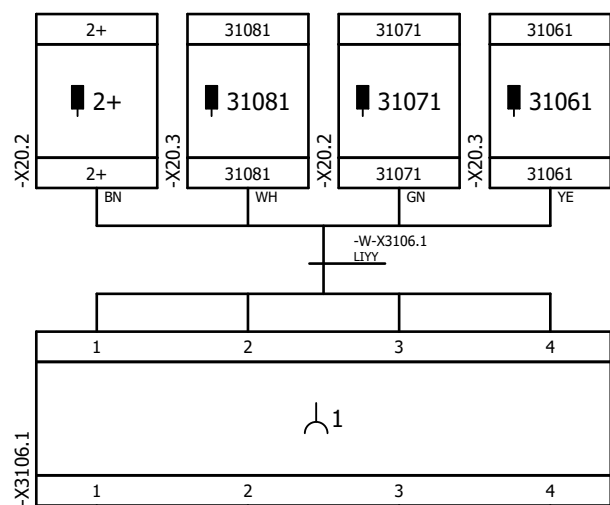 2+ 31081 31071 31061
-X20.2 2+ -X20.3 31081 -X20.2 31071 -X20.3 31061
2+ 31081 31071 31061
BN WH GN YE
-W-X3106.1
LIYY
1 2 3 4
-X3106.1 1
1 2 3 4